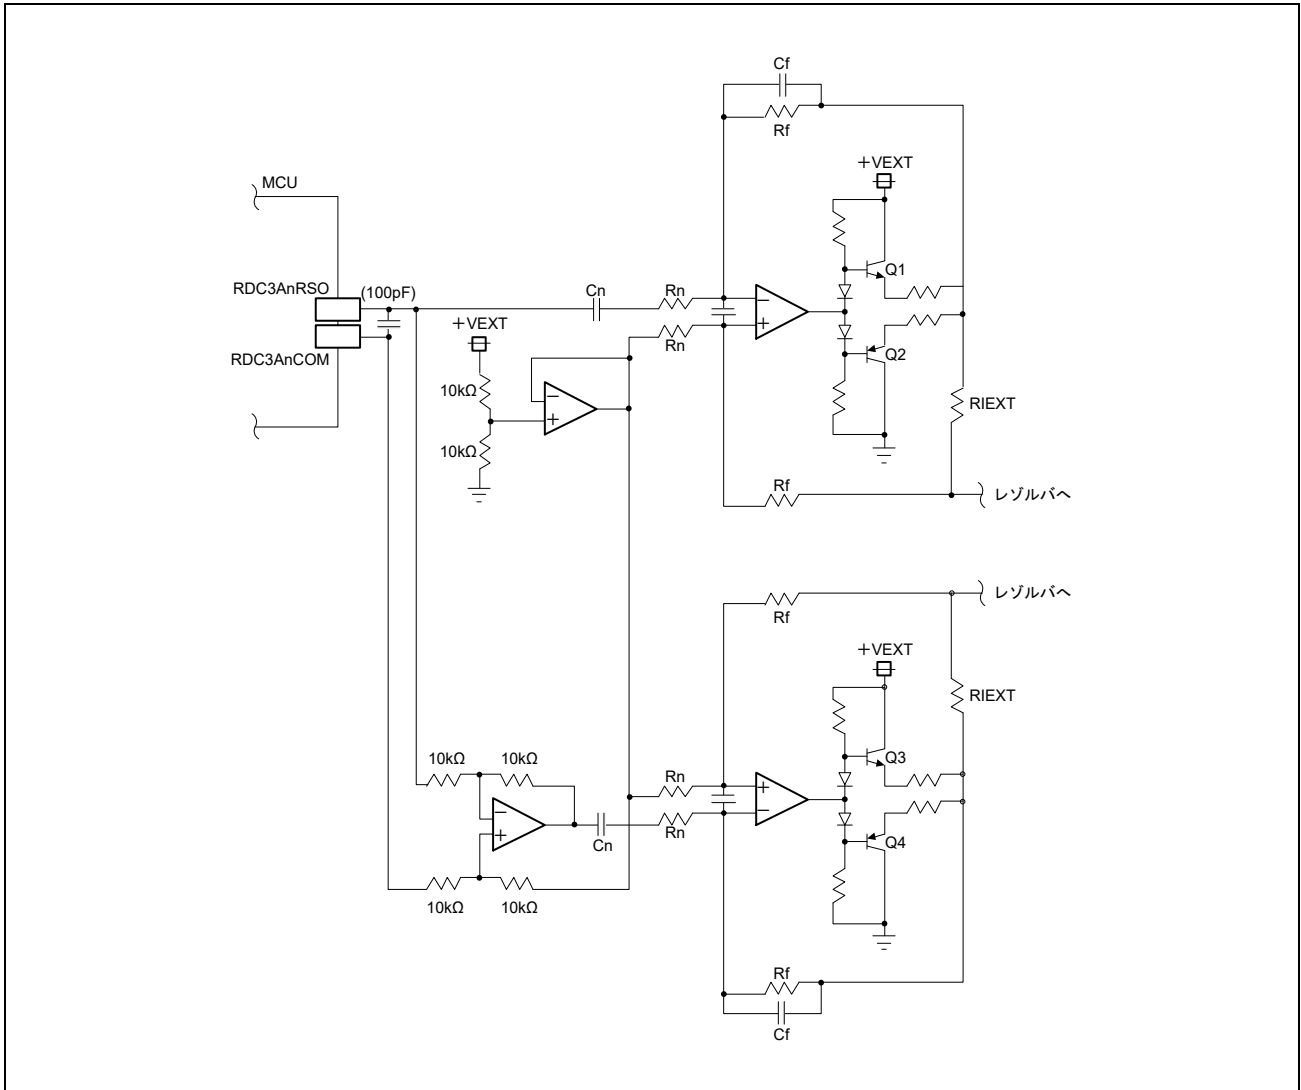 Cf
Rf
+VEXT
MCU
Q1
RDC3AnRSO
(100pF)
Cn
Rn
+VEXT
−
+
Rn
Q2
RDC3AnCOM
10kΩ
−
+
RIEXT
10kΩ
Rf
レゾルバへ
レゾルバへ
Rf
+VEXT
RIEXT
10kΩ
10kΩ
Rn
Q3
+
−
−
+
Cn
Rn
Q4
10kΩ
10kΩ
Rf
Cf